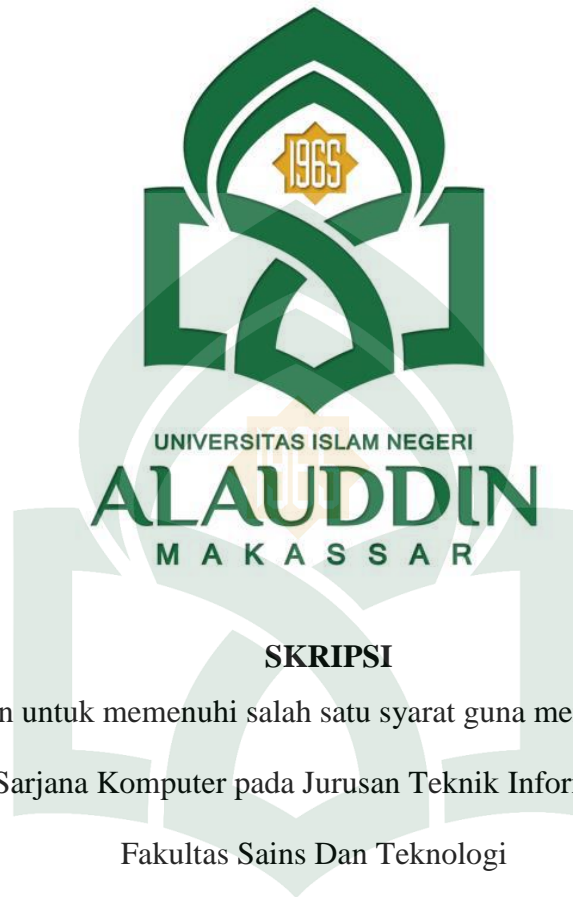 1965
UNIVERSITAS ISLAM NEGERI
ALAUDDIN
MAKASSAR
SKRIPSI
n untuk memenuhi salah satu syarat guna me
Sarjana Komputer pada Jurusan Teknik Infor
Fakultas Sains Dan Teknologi